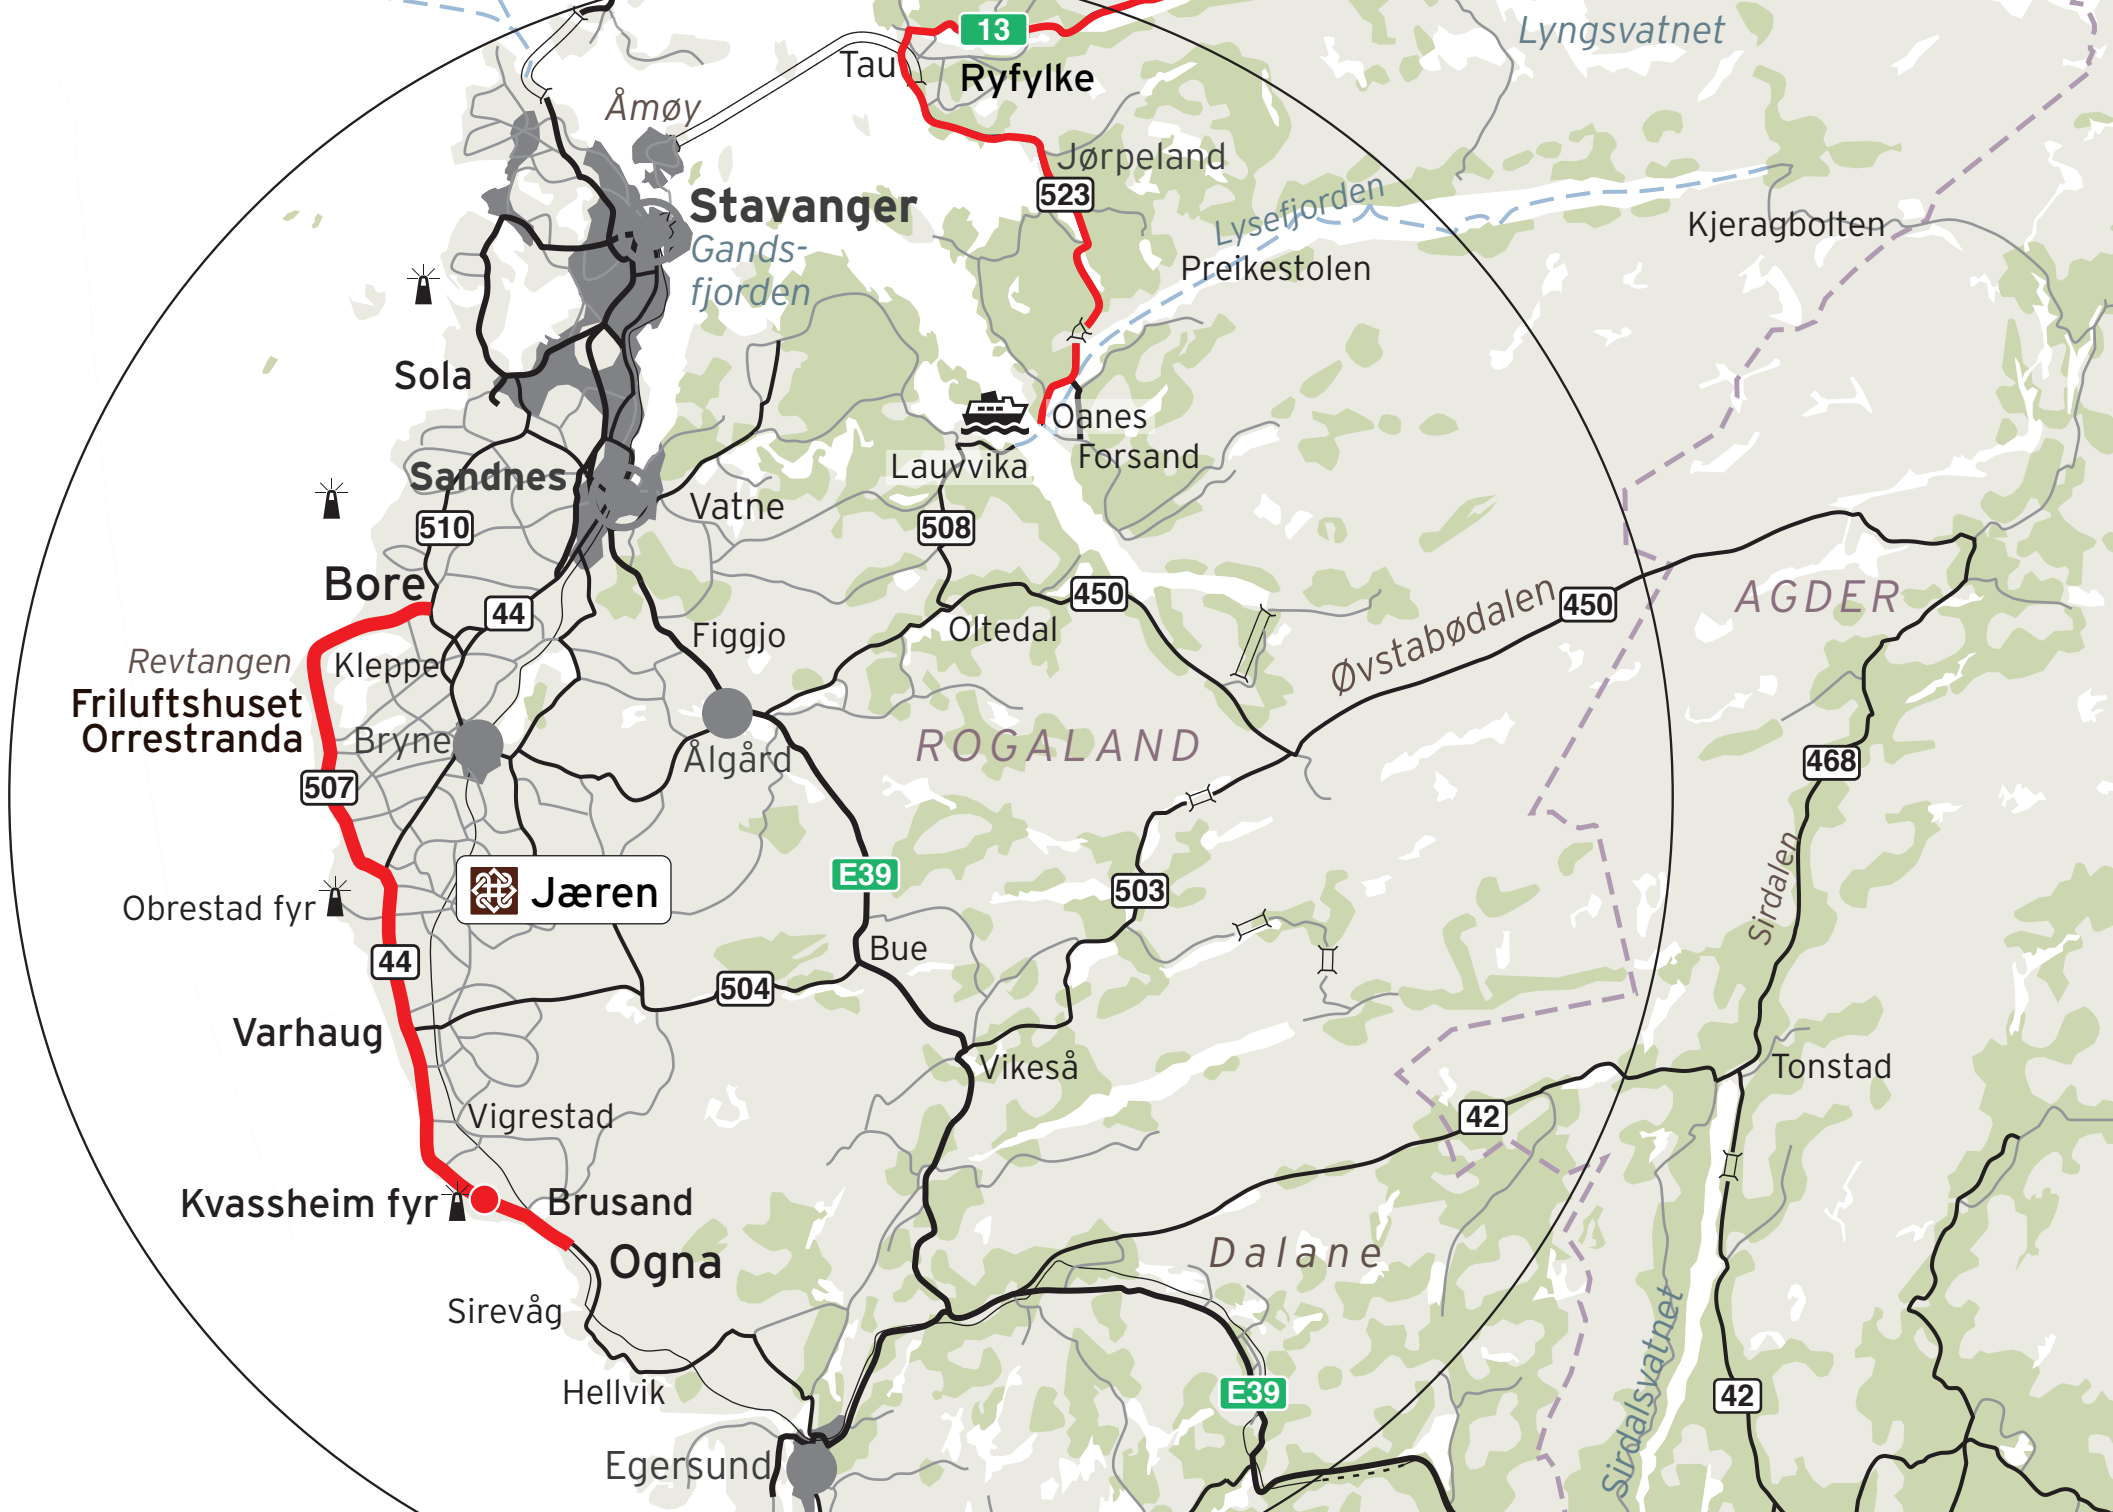 Lyngsvatnet
13
Tau
Ryfylke
Åmøy
Jørpeland
523
Stavanger
Gands-
fjorden
Lysefjorden
Kjeragbolten
Preikestolen
Sola
Oanes
Forsand
Lauvvika
Sandnes
Vatne
510
508
Bore
44
450
450
AGDER
Figgjo
Oltedal
Øvstabødalen
Revtangen
Kleppe
Friluftshuset
Orrestranda
Bryne
Ålgård
ROGALAND
507
468
Sirdalen
E39
503
Jæren
Obrestad fyr
44
Bue
504
Varhaug
Vikeså
Tonstad
42
Vigrestad
Kvassheim fyr
Brusand
Ogna
Dalane
Sirevåg
Sirdalsvatnet
Hellvik
E39
42
Egersund